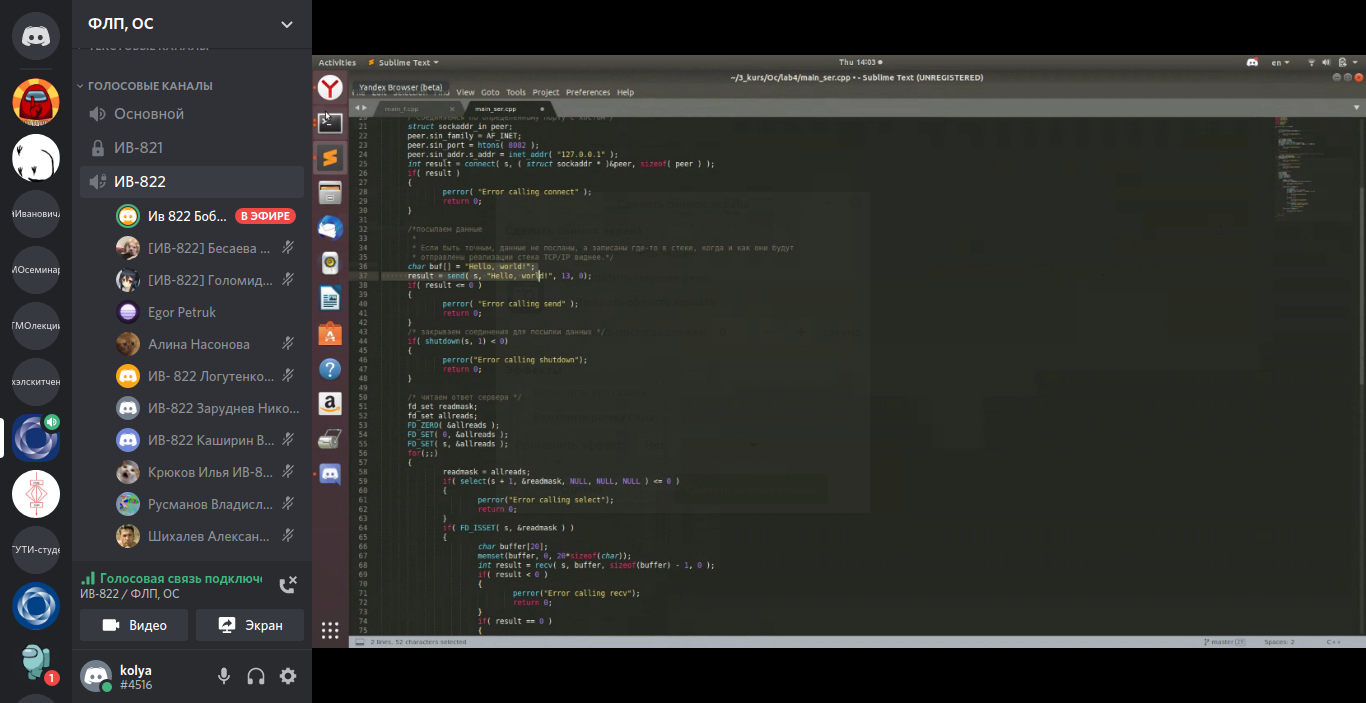 ФЛП, ОС
ТЕКСТОВЫЕ КАНАЛЫ
ГОЛОСОВЫЕ КАНАЛЫ
Основной
ИВ-821
ИВ-822
Ив 822 Боб...
В ЭФИРЕ
[ИВ-822] Бесаева ...
[ИВ-822] Голомид...
Egor Petruk
Алина Насонова
ИВ- 822 Логутенко...
ИВ-822 Заруднев Нико...
ИВ-822 Каширин В...
Крюков Илья ИВ-8...
Русманов Владисл...
Шихалев Алексан...
Голосовая связь подключе
ИВ-822 / ФЛП, ОС
Видео
Экран
kolya
#4516
1
Activities
Sublime Text
Thu 14:03
en
~/3_kurs/Oc/lab4/main_ser.cpp • - Sublime Text (UNREGISTERED)
Yandex Browser (beta)
View Goto Tools Project Preferences Help
main_f.cpp
main_ser.cpp
21 struct sockaddr_in peer;
22 peer.sin_family = AF_INET;
23 peer.sin_port = htons( 8082 );
24 peer.sin_addr.s_addr = inet_addr( "127.0.0.1" );
25 int result = connect( s, ( struct sockaddr * )&peer, sizeof( peer ) );
26 if( result )
27 {
28 perror( "Error calling connect" );
29 return 0;
30 }
31
32 /*посылаем данные
33 *
34 * Если быть точным, данные не посланы, а записаны где-то в стеке, когда и как они будут
35 * отправлены реализации стека TCP/IP виднее.*/
36 char buf[] = "Hello, world!";
37 result = send( s, "Hello, world!", 13, 0);
38 if( result <= 0 )
39 {
40 perror( "Error calling send" );
41 return 0;
42 }
43 /* закрываем соединения для посылки данных */
44 if( shutdown(s, 1) < 0)
45 {
46 perror("Error calling shutdown");
47 return 0;
48 }
49
50 /* читаем ответ сервера */
51 fd_set readmask;
52 fd_set allreads;
53 FD_ZERO( &allreads );
54 FD_SET( 0, &allreads );
55 FD_SET( s, &allreads );
56 for(;;)
57 {
58 readmask = allreads;
59 if( select(s + 1, &readmask, NULL, NULL, NULL ) <= 0 )
60 {
61 perror("Error calling select");
62 return 0;
63 }
64 if( FD_ISSET( s, &readmask ) )
65 {
66 char buffer[20];
67 memset(buffer, 0, 20*sizeof(char));
68 int result = recv( s, buffer, sizeof(buffer) - 1, 0 );
69 if( result < 0 )
70 {
71 perror("Error calling recv");
72 return 0;
73 }
74 if( result == 0 )
75 {
2 lines, 52 characters selected
master
Spaces: 2
C++